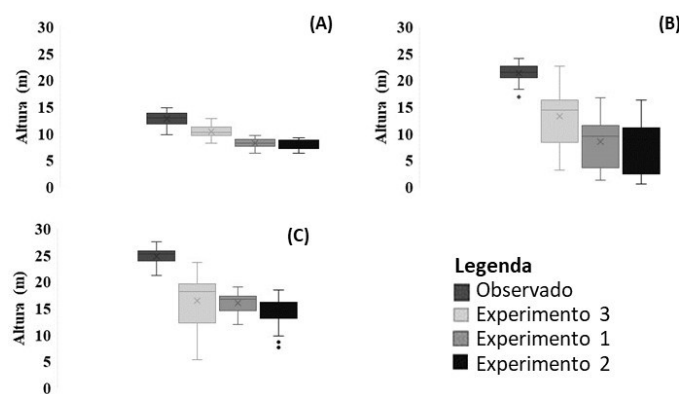 (A)
Altura (m)
30
25
20
15
10
5
0
(B)
Altura (m)
30
25
20
15
10
5
0
(C)
Altura (m)
30
25
20
15
10
5
0
Legenda
Observado
Experimento 3
Experimento 1
Experimento 2